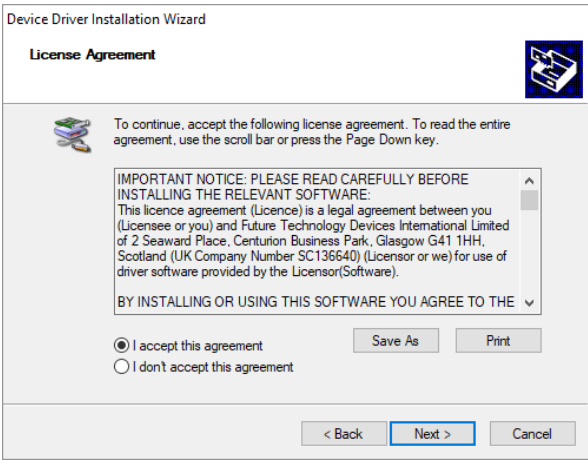 Device Driver Installation Wizard
License Agreement
To continue, accept the following license agreement. To read the entire
agreement, use the scroll bar or press the Page Down key.
IMPORTANT NOTICE: PLEASE READ CAREFULLY BEFORE
INSTALLING THE RELEVANT SOFTWARE:
This licence agreement (Licence) is a legal agreement between you
(Licensee or you) and Future Technology Devices International Limited
of 2 Seaward Place, Centurion Business Park, Glasgow G41 1HH,
Scotland (UK Company Number SC136640) (Licensor or we) for use of
driver software provided by the Licensor(Software).
BY INSTALLING OR USING THIS SOFTWARE YOU AGREE TO THE
I accept this agreement
Save As
Print
I don't accept this agreement
< Back
Next >
Cancel